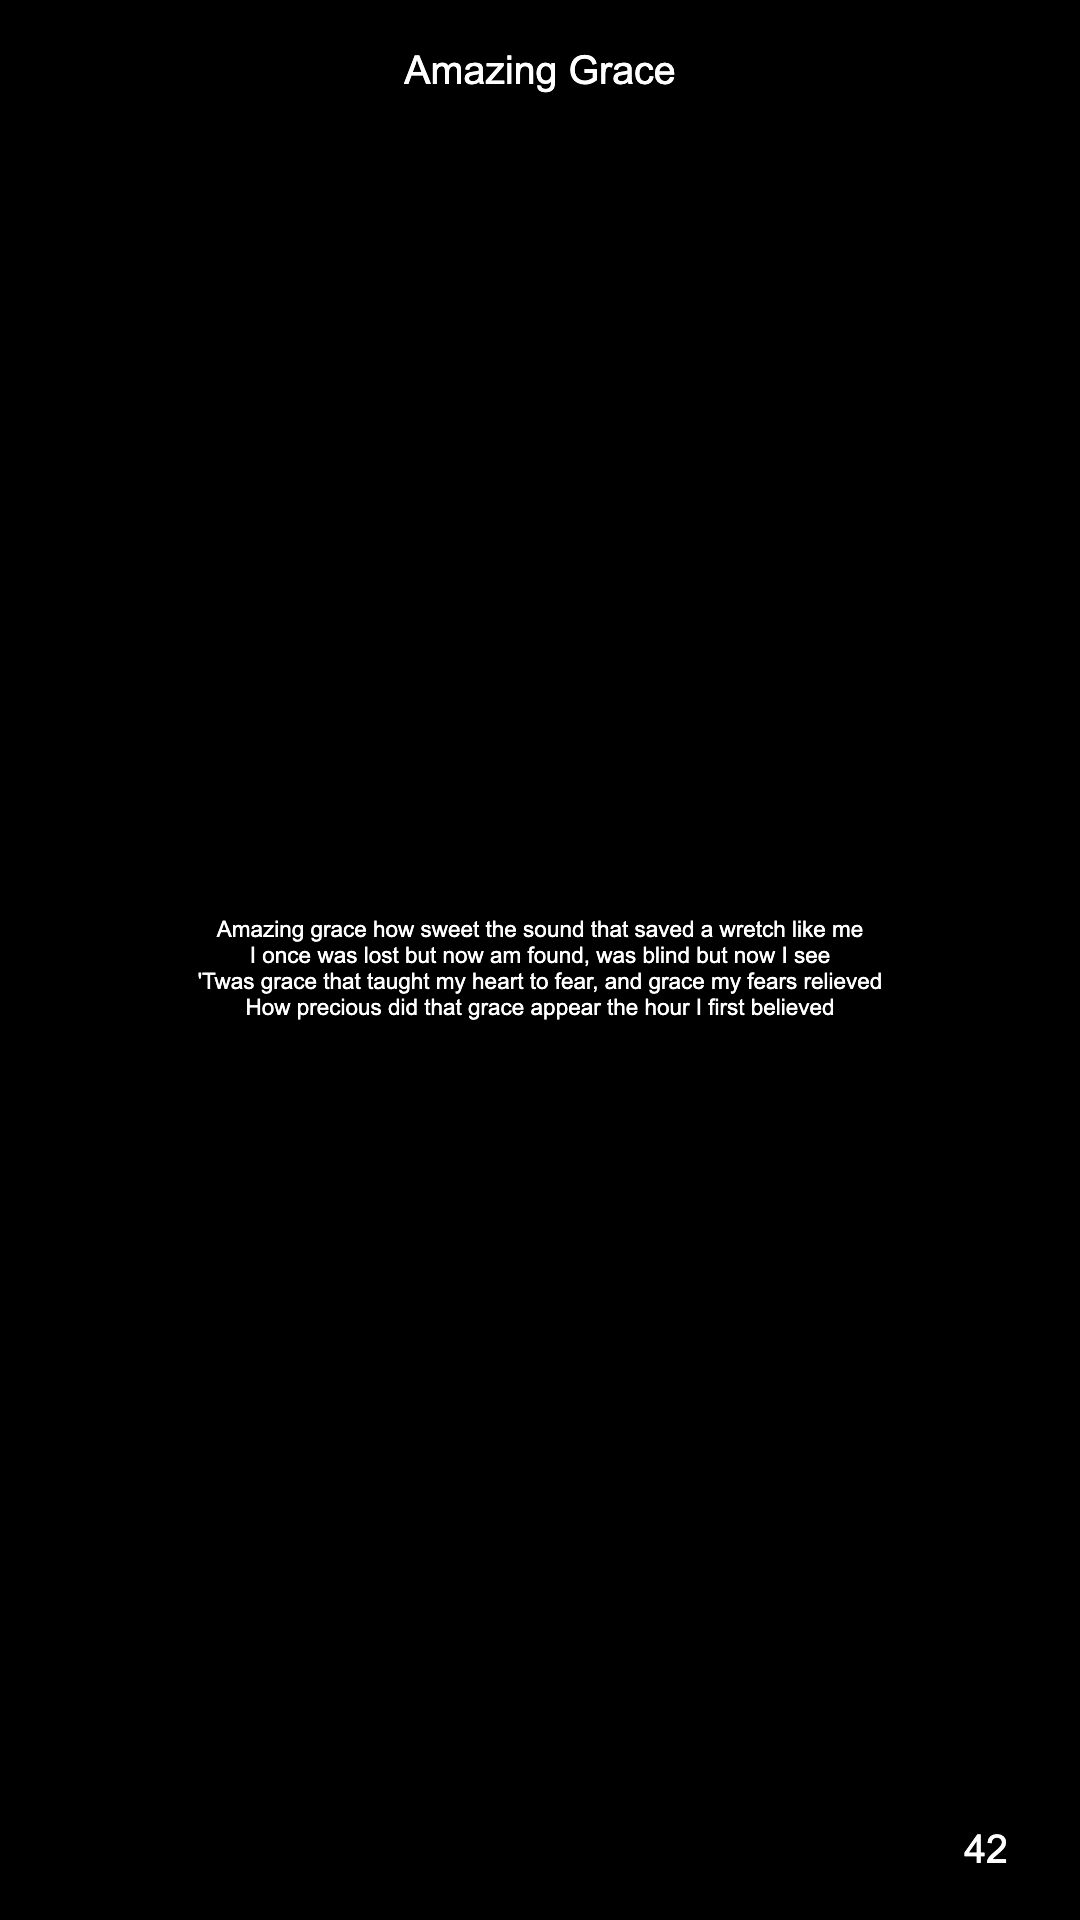 Amazing Grace
Amazing grace how sweet the sound that saved a wretch like me
I once was lost but now am found, was blind but now I see
'Twas grace that taught my heart to fear, and grace my fears relieved
How precious did that grace appear the hour I first believed
42